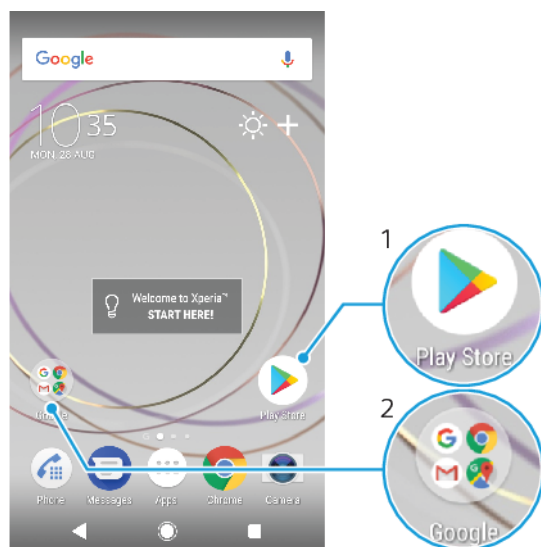 Google
10 35
MON, 28 AUG
Welcome to Xperia™
START HERE!
Google
Play Store
Phone
Messages
Apps
Chrome
Camera
1
Play Store
2
Google